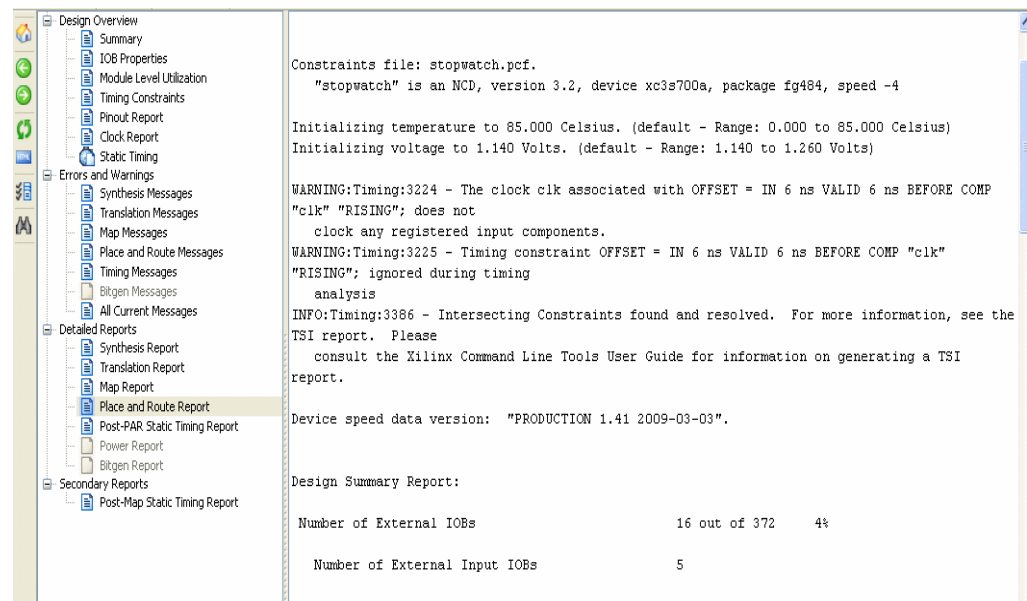 Design Overview
Summary
IOB Properties
Module Level Utilization
Timing Constraints
Pinout Report
Clock Report
Static Timing
Errors and Warnings
Synthesis Messages
Translation Messages
Map Messages
Place and Route Messages
Timing Messages
Bitgen Messages
All Current Messages
Detailed Reports
Synthesis Report
Translation Report
Map Report
Place and Route Report
Post-PAR Static Timing Report
Power Report
Bitgen Report
Secondary Reports
Post-Map Static Timing Report
Constraints file: stopwatch.pcf.
"stopwatch" is an NCD, version 3.2, device xc3s700a, package fg484, speed -4
Initializing temperature to 85.000 Celsius. (default - Range: 0.000 to 85.000 Celsius)
Initializing voltage to 1.140 Volts. (default - Range: 1.140 to 1.260 Volts)
WARNING:Timing:3224 - The clock clk associated with OFFSET = IN 6 ns VALID 6 ns BEFORE COMP
"clk" "RISING"; does not
clock any registered input components.
WARNING:Timing:3225 - Timing constraint OFFSET = IN 6 ns VALID 6 ns BEFORE COMP "clk"
"RISING"; ignored during timing
analysis
INFO:Timing:3386 - Intersecting Constraints found and resolved. For more information, see the
TSI report. Please
consult the Xilinx Command Line Tools User Guide for information on generating a TSI
report.
Device speed data version: "PRODUCTION 1.41 2009-03-03".
Design Summary Report:
Number of External IOBs 16 out of 372 4%
Number of External Input IOBs 5